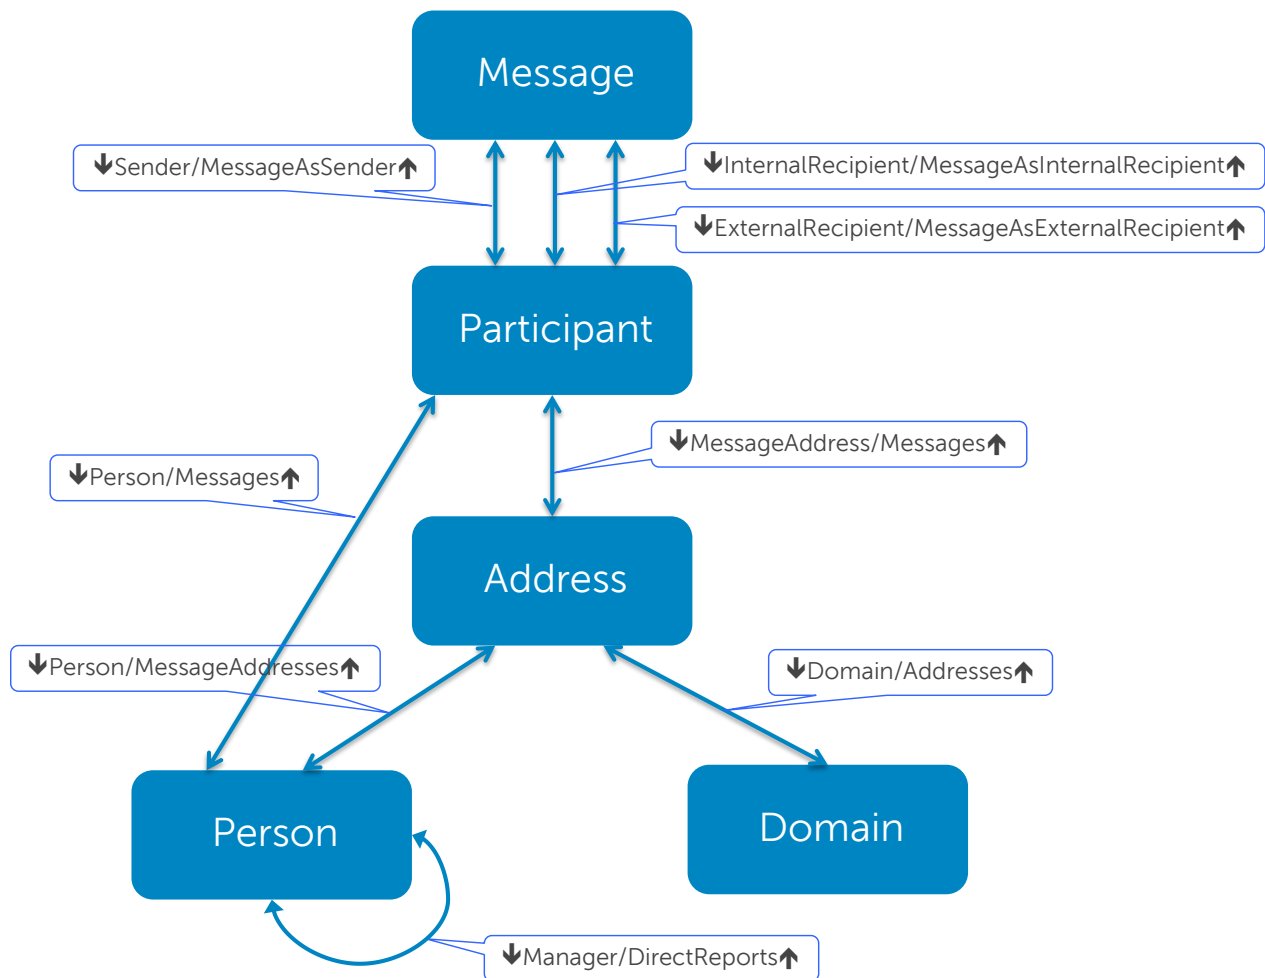 Message
🡻Sender/MessageAsSender🡹
🡻InternalRecipient/MessageAsInternalRecipient🡹
🡻ExternalRecipient/MessageAsExternalRecipient🡹
Participant
🡻MessageAddress/Messages🡹
🡻Person/Messages🡹
Address
🡻Person/MessageAddresses🡹
🡻Domain/Addresses🡹
Person
Domain
🡻Manager/DirectReports🡹